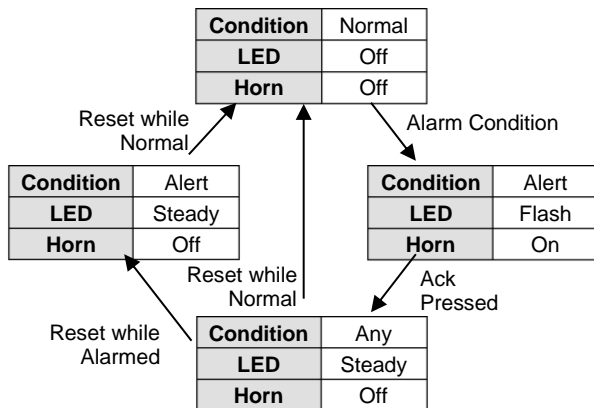 Condition Normal
LED Off
Horn Off
Reset while
Normal
Alarm Condition
Condition Alert
LED Steady
Horn Off
Condition Alert
LED Flash
Horn On
Reset while
Normal
Ack
Pressed
Reset while
Alarmed
Condition Any
LED Steady
Horn Off